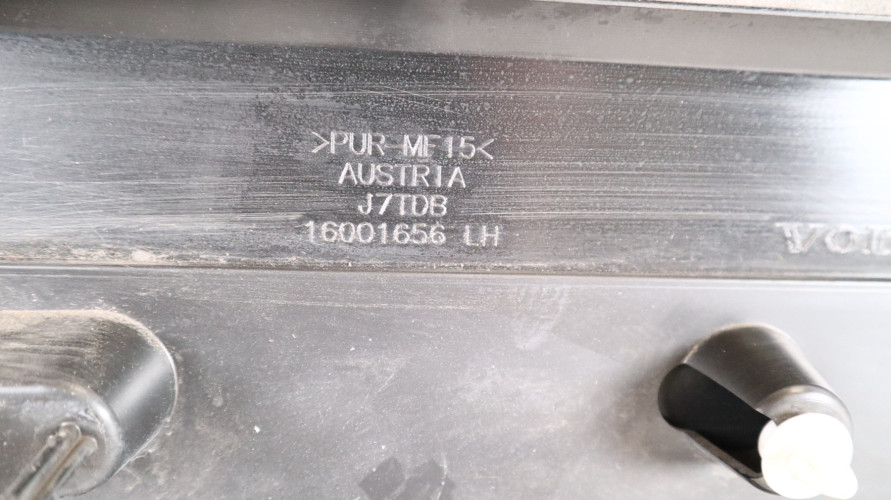 >PUR-MF15<
AUSTRIA
J7TDB
16001656 LH